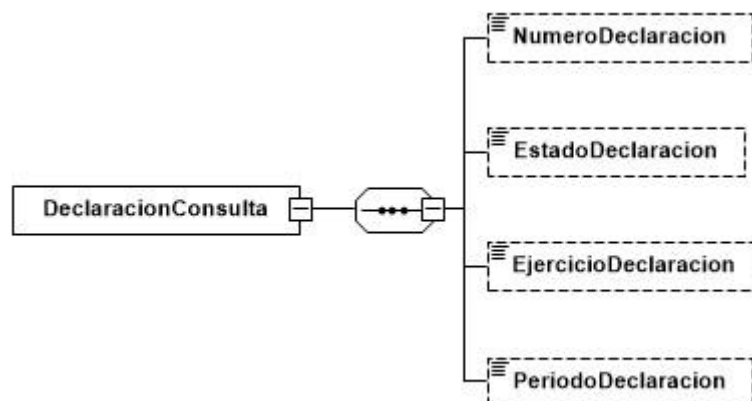 NumeroDeclaracion
EstadoDeclaracion
DeclaracionConsulta
EjercicioDeclaracion
PeriodoDeclaracion